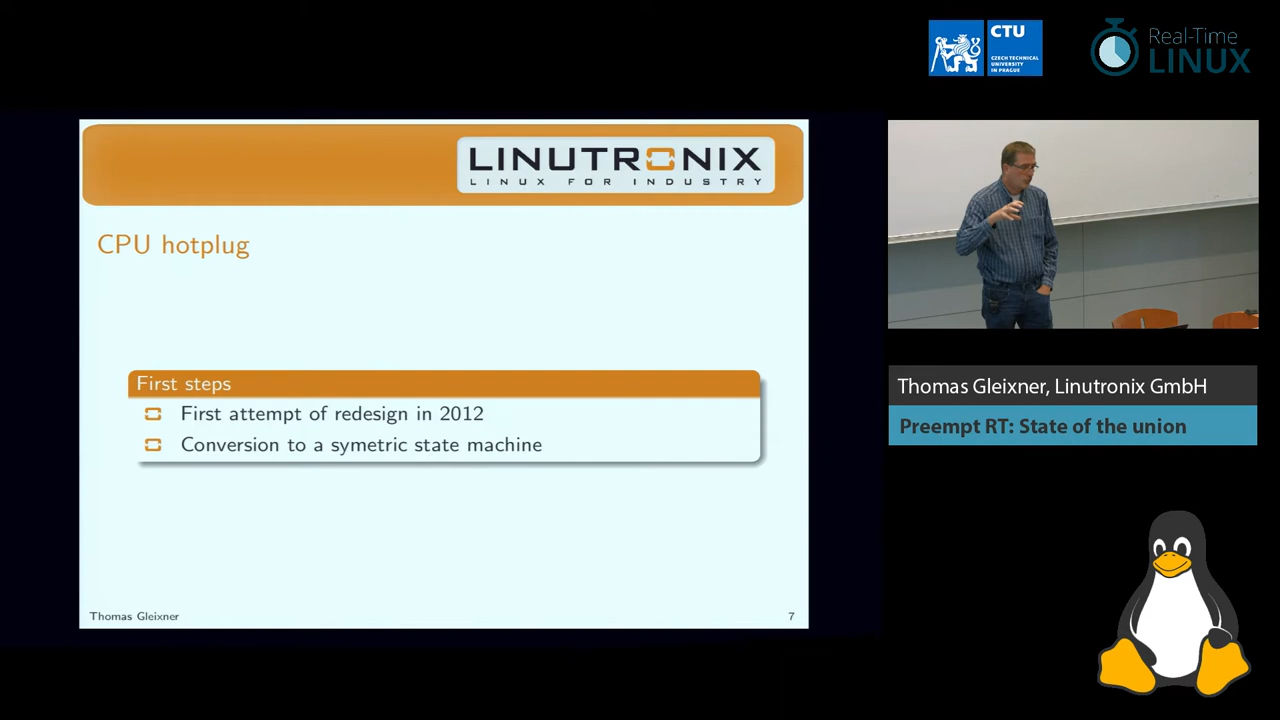 CTU
CZECH TECHNICAL
UNIVERSITY
IN PRAGUE
Real-Time
LINUX
LINUTRONIX
LINUX FOR INDUSTRY
CPU hotplug
First steps
First attempt of redesign in 2012
Conversion to a symetric state machine
Thomas Gleixner
7
Thomas Gleixner, Linutronix GmbH
Preempt RT: State of the union